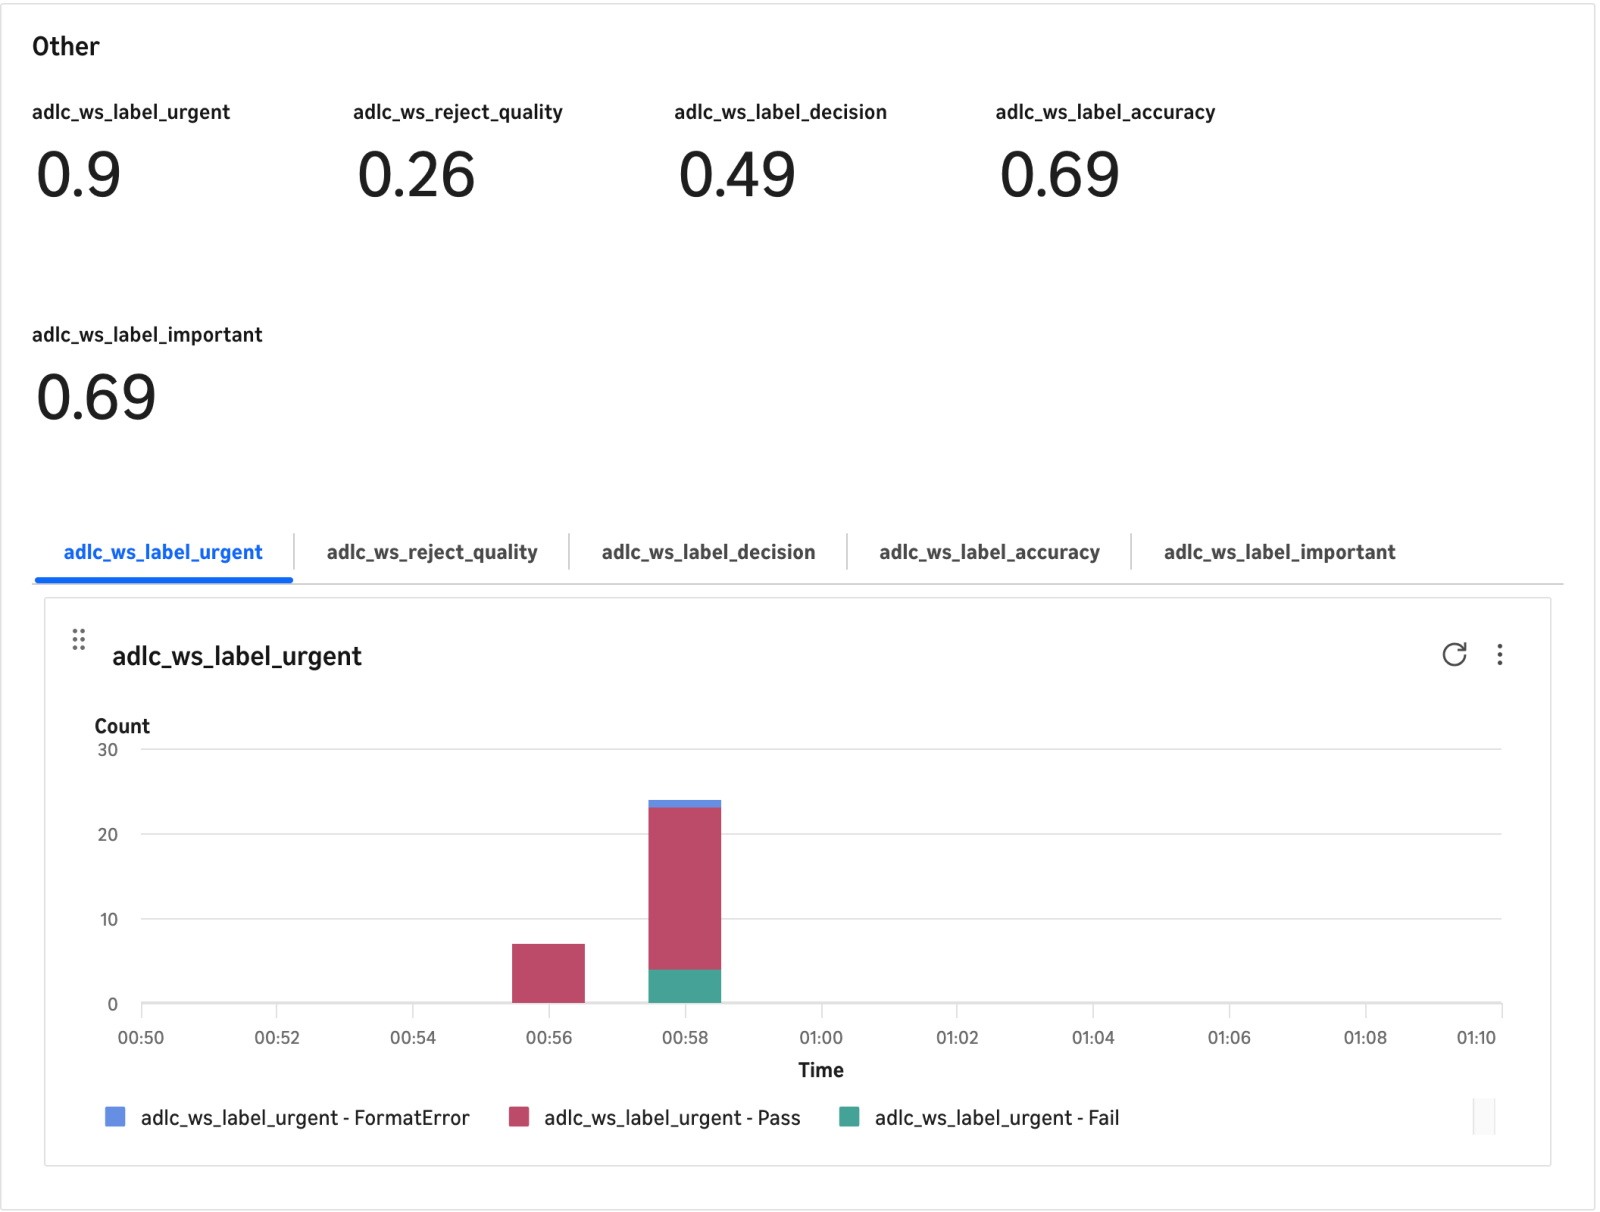 Other
adlc_ws_label_urgent adlc_ws_reject_quality adlc_ws_label_decision adlc_ws_label_accuracy
0.9 0.26 0.49 0.69
adlc_ws_label_important
0.69
adlc_ws_label_urgent adlc_ws_reject_quality adlc_ws_label_decision adlc_ws_label_accuracy adlc_ws_label_important
adlc_ws_label_urgent
Count
30
20
10
0
00:50 00:52 00:54 00:56 00:58 01:00 01:02 01:04 01:06 01:08 01:10
Time
adlc_ws_label_urgent - FormatError adlc_ws_label_urgent - Pass adlc_ws_label_urgent - Fail